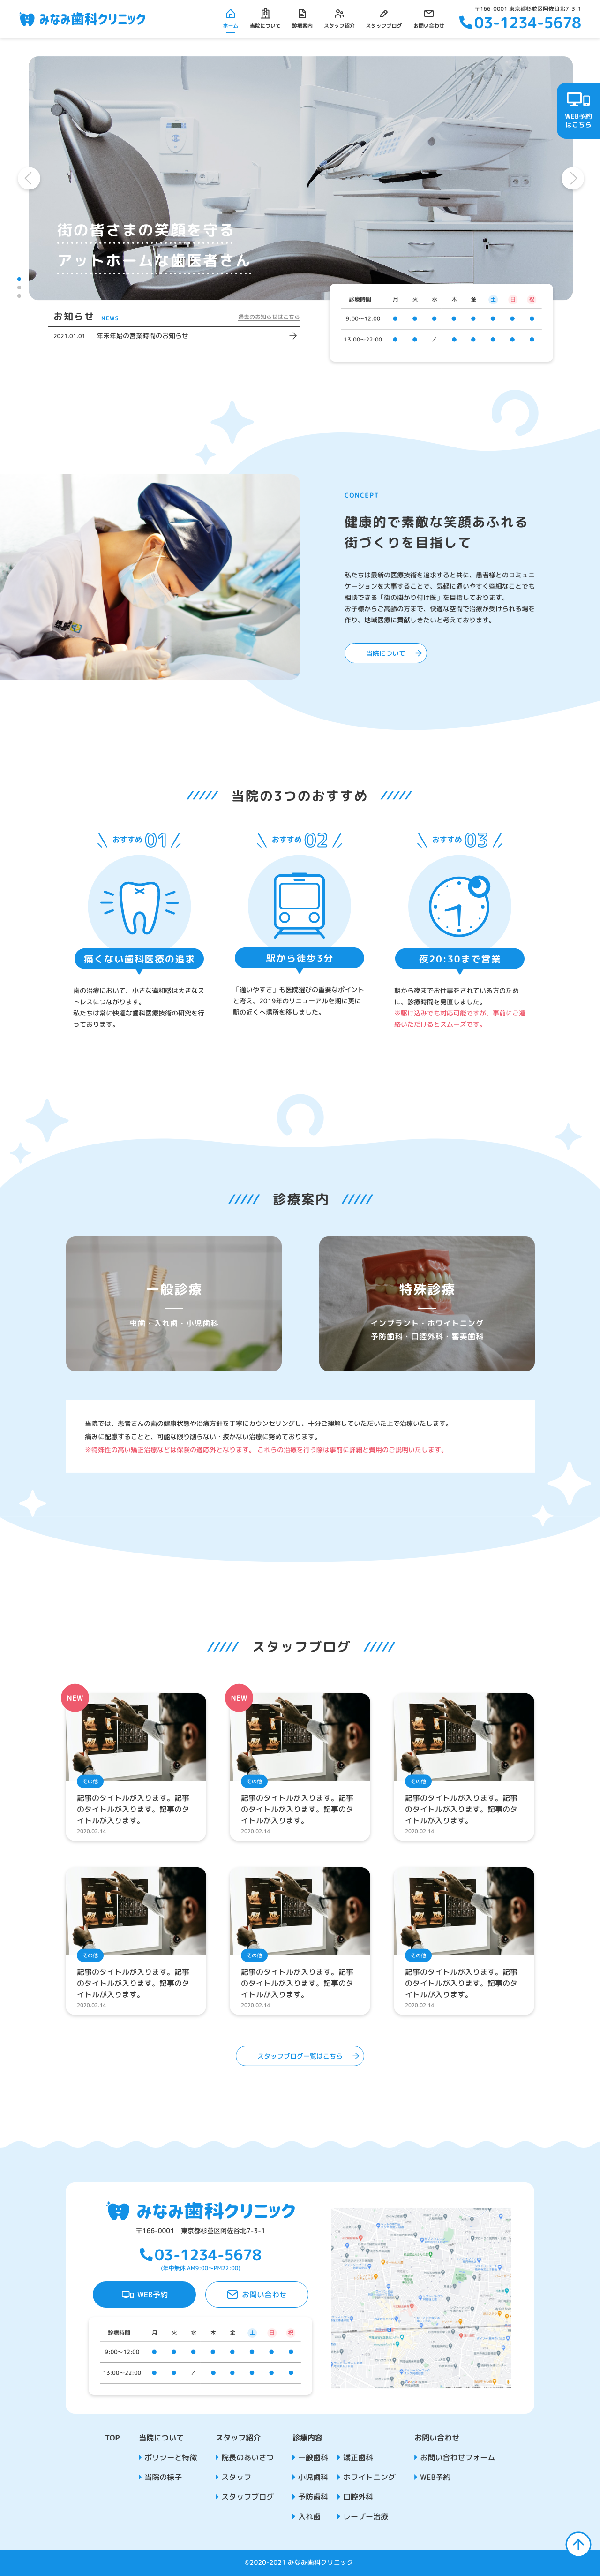 みなみ歯科クリニック
ホーム 当院について 診療案内 スタッフ紹介 スタッフブログ お問い合わせ
〒166-0001 東京都杉並区阿佐谷北7-3-1
03-1234-5678
WEB予約
はこちら
街の皆さまの笑顔を守る
アットホームな歯医者さん
お知らせ NEWS 過去のお知らせはこちら
2021.01.01 年末年始の営業時間のお知らせ
診療時間 月 火 水 木 金 土 日 祝
9:00〜12:00 ● ● ● ● ● ● ● ●
13:00〜22:00 ● ● / ● ● ● ● ●
CONCEPT
健康的で素敵な笑顔あふれる
街づくりを目指して
私たちは最新の医療技術を追求すると共に、患者様とのコミュニ
ケーションを大事することで、気軽に通いやすく些細なことでも
相談できる「街の掛かり付け医」を目指しております。
お子様からご高齢の方まで、快適な空間で治療が受けられる場を
作り、地域医療に貢献しきたいと考えております。
当院について
当院の3つのおすすめ
おすすめ 01
痛くない歯科医療の追求
歯の治療において、小さな違和感は大きなス
トレスにつながります。
私たちは常に快適な歯科医療技術の研究を行
っております。
おすすめ 02
駅から徒歩3分
「通いやすさ」も医院選びの重要なポイント
と考え、2019年のリニューアルを期に更に
駅の近くへ場所を移しました。
おすすめ 03
夜20:30まで営業
朝から夜までお仕事をされている方のため
に、診療時間を見直しました。
※駆け込みでも対応可能ですが、事前にご連
絡いただけるとスムーズです。
診療案内
一般診療
虫歯・入れ歯・小児歯科
特殊診療
インプラント・ホワイトニング
予防歯科・口腔外科・審美歯科
当院では、患者さんの歯の健康状態や治療方針を丁寧にカウンセリングし、十分ご理解していただいた上で治療いたします。
痛みに配慮することと、可能な限り削らない・抜かない治療に努めております。
※特殊性の高い矯正治療などは保険の適応外となります。 これらの治療を行う際は事前に詳細と費用のご説明いたします。
スタッフブログ
NEW
その他
記事のタイトルが入ります。記事
のタイトルが入ります。記事のタ
イトルが入ります。
2020.02.14
NEW
その他
記事のタイトルが入ります。記事
のタイトルが入ります。記事のタ
イトルが入ります。
2020.02.14
その他
記事のタイトルが入ります。記事
のタイトルが入ります。記事のタ
イトルが入ります。
2020.02.14
その他
記事のタイトルが入ります。記事
のタイトルが入ります。記事のタ
イトルが入ります。
2020.02.14
その他
記事のタイトルが入ります。記事
のタイトルが入ります。記事のタ
イトルが入ります。
2020.02.14
その他
記事のタイトルが入ります。記事
のタイトルが入ります。記事のタ
イトルが入ります。
2020.02.14
スタッフブログ一覧はこちら
みなみ歯科クリニック
〒166-0001 東京都杉並区阿佐谷北7-3-1
03-1234-5678
(年中無休 AM9:00〜PM22:00)
WEB予約 お問い合わせ
診療時間 月 火 水 木 金 土 日 祝
9:00〜12:00 ● ● ● ● ● ● ● ●
13:00〜22:00 ● ● / ● ● ● ● ●
TOP
当院について
ポリシーと特徴
当院の様子
スタッフ紹介
院長のあいさつ
スタッフ
スタッフブログ
診療内容
一般歯科 矯正歯科
小児歯科 ホワイトニング
予防歯科 口腔外科
入れ歯 レーザー治療
お問い合わせ
お問い合わせフォーム
WEB予約
©2020-2021 みなみ歯科クリニック